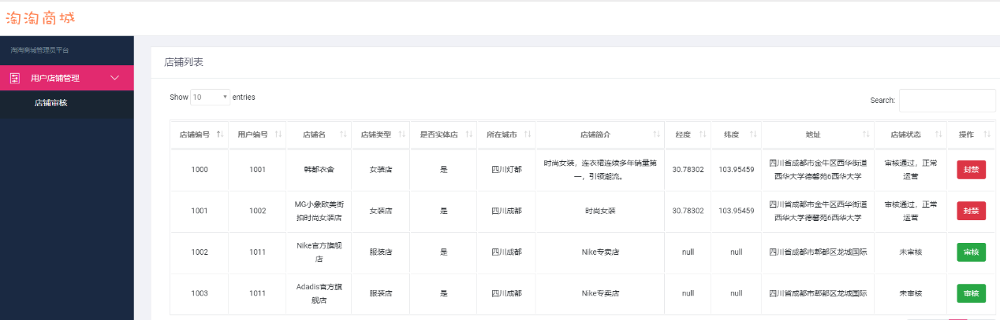 淘淘商城
淘淘商城管理员平台
用户店铺管理
店铺审核
店铺列表
Show 10 entries
Search:
店铺编号 用户编号 店铺名 店铺类型 是否实体店 所在城市 店铺简介 经度 纬度 地址 店铺状态 操作
1000 1001 韩都衣舍 女装店 是 四川灯都 时尚女装，连衣裙连续多年销量第 30.78302 103.95459 四川省成都市金牛区西华街道 审核通过，正常 封禁
一，引领潮流。 西华大学德馨苑6西华大学 运营
1001 1002 MG小象欧美街 女装店 是 四川成都 时尚女装 30.78302 103.95459 四川省成都市金牛区西华街道 审核通过，正常 封禁
拍时尚女装店 西华大学德馨苑6西华大学 运营
1002 1011 Nike官方旗舰 服装店 是 四川成都 Nike专卖店 null null 四川省成都市郫都区龙城国际 未审核 审核
店
1003 1011 Adadis官方旗 服装店 是 四川成都 Nike专卖店 null null 四川省成都市郫都区龙城国际 未审核 审核
舰店